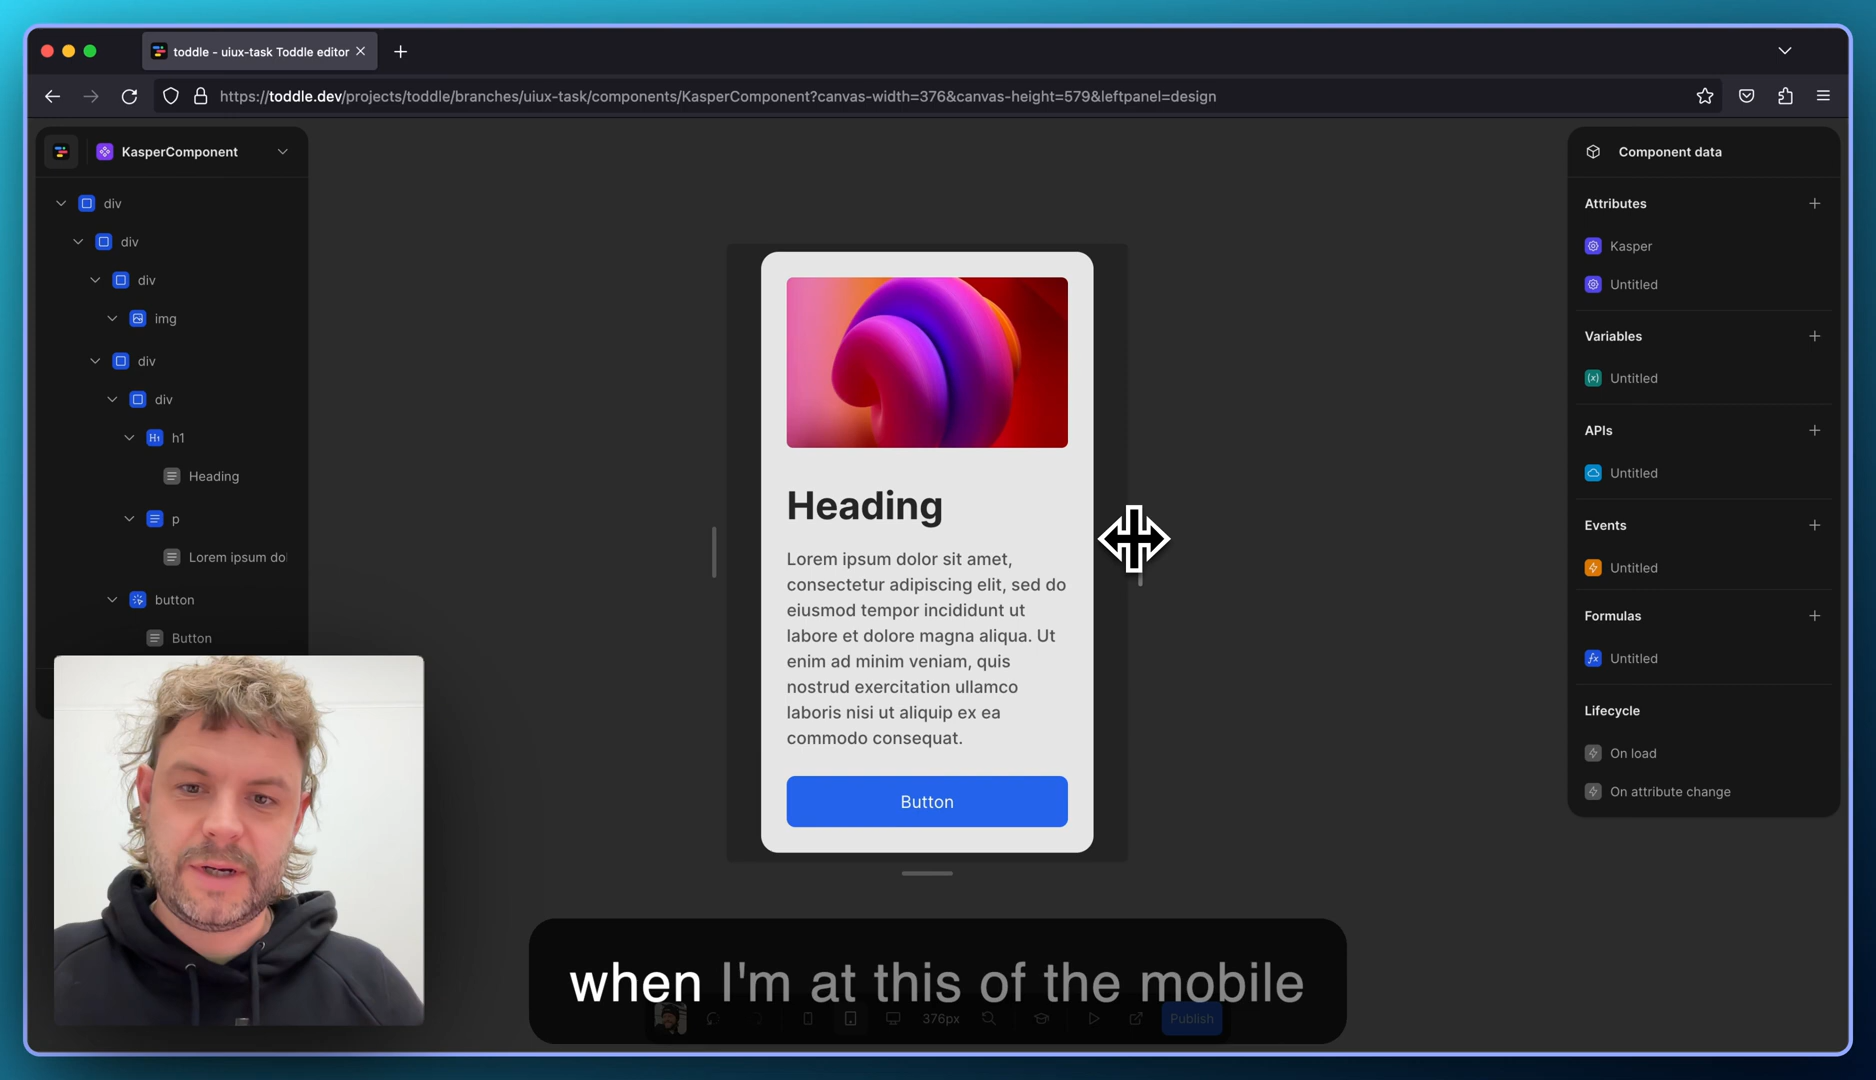 toddle - uiux-task Toddle editor
https://toddle.dev/projects/toddle/branches/uiux-task/components/KasperComponent?canvas-width=376&canvas-height=579&leftpanel=design
KasperComponent
div
div
div
img
div
div
H1 h1
Heading
p
Lorem ipsum do
button
Button
Heading
Lorem ipsum dolor sit amet,
consectetur adipiscing elit, sed do
eiusmod tempor incididunt ut
labore et dolore magna aliqua. Ut
enim ad minim veniam, quis
nostrud exercitation ullamco
laboris nisi ut aliquip ex ea
commodo consequat.
Button
Component data
Attributes
Kasper
Untitled
Variables
(x) Untitled
APIs
Untitled
Events
Untitled
Formulas
fx Untitled
Lifecycle
On load
On attribute change
when I'm at this of the mobile
376px
Publish